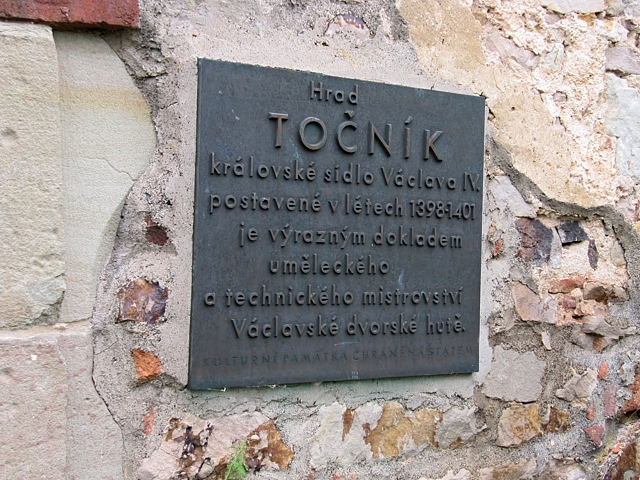 Hrad
TOČNÍK
královské sídlo Václava IV.
postavené v létech 1398-1401
je výrazným dokladem
uměleckého
a technického mistrovství
Václavské dvorské hutě.
KULTURNÍ PAMÁTKA CHRÁNĚNÁ STÁTEM